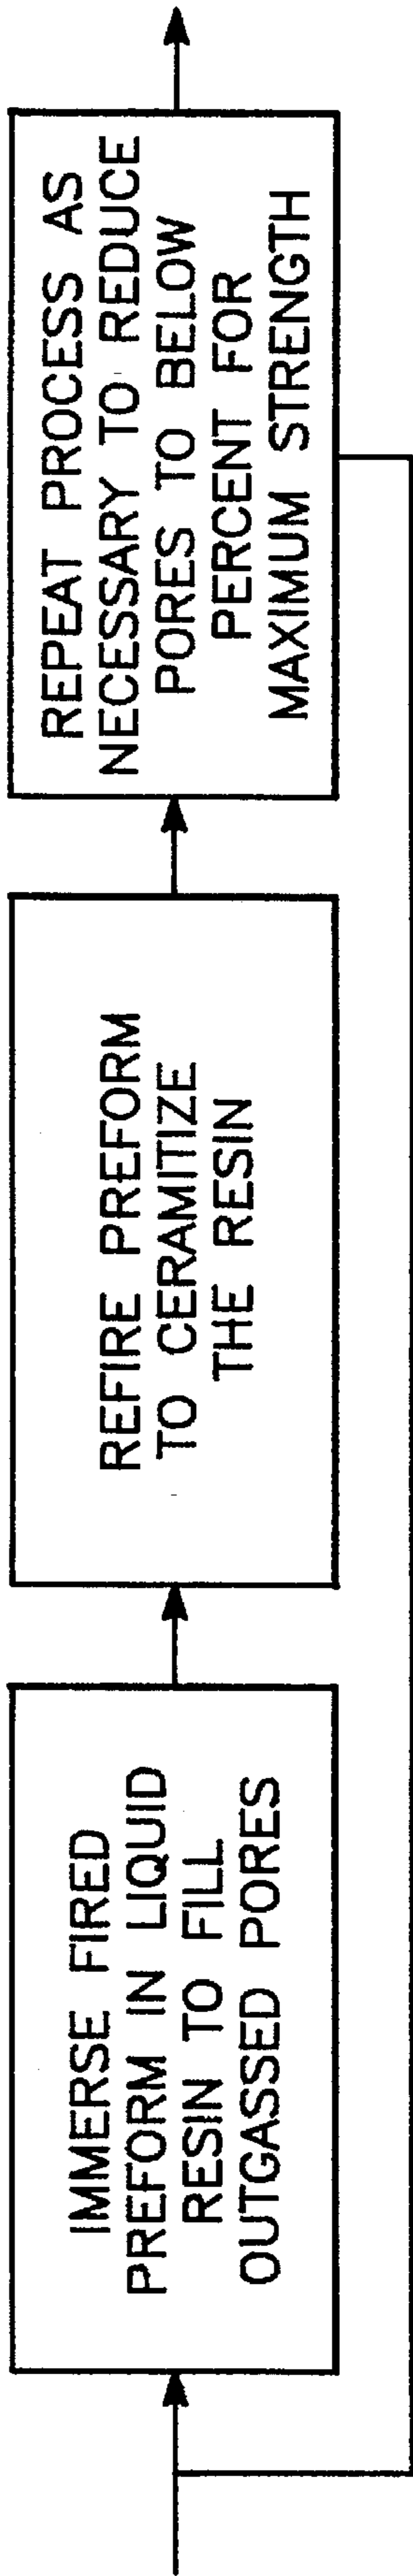 IMMERSE FIRED
PREFORM IN LIQUID
RESIN TO FILL
OUTGASSED PORES
REFIRE PREFORM
TO CERAMITIZE
THE RESIN
REPEAT PROCESS AS
NECESSARY TO REDUCE
PORES TO BELOW
PERCENT FOR
MAXIMUM STRENGTH